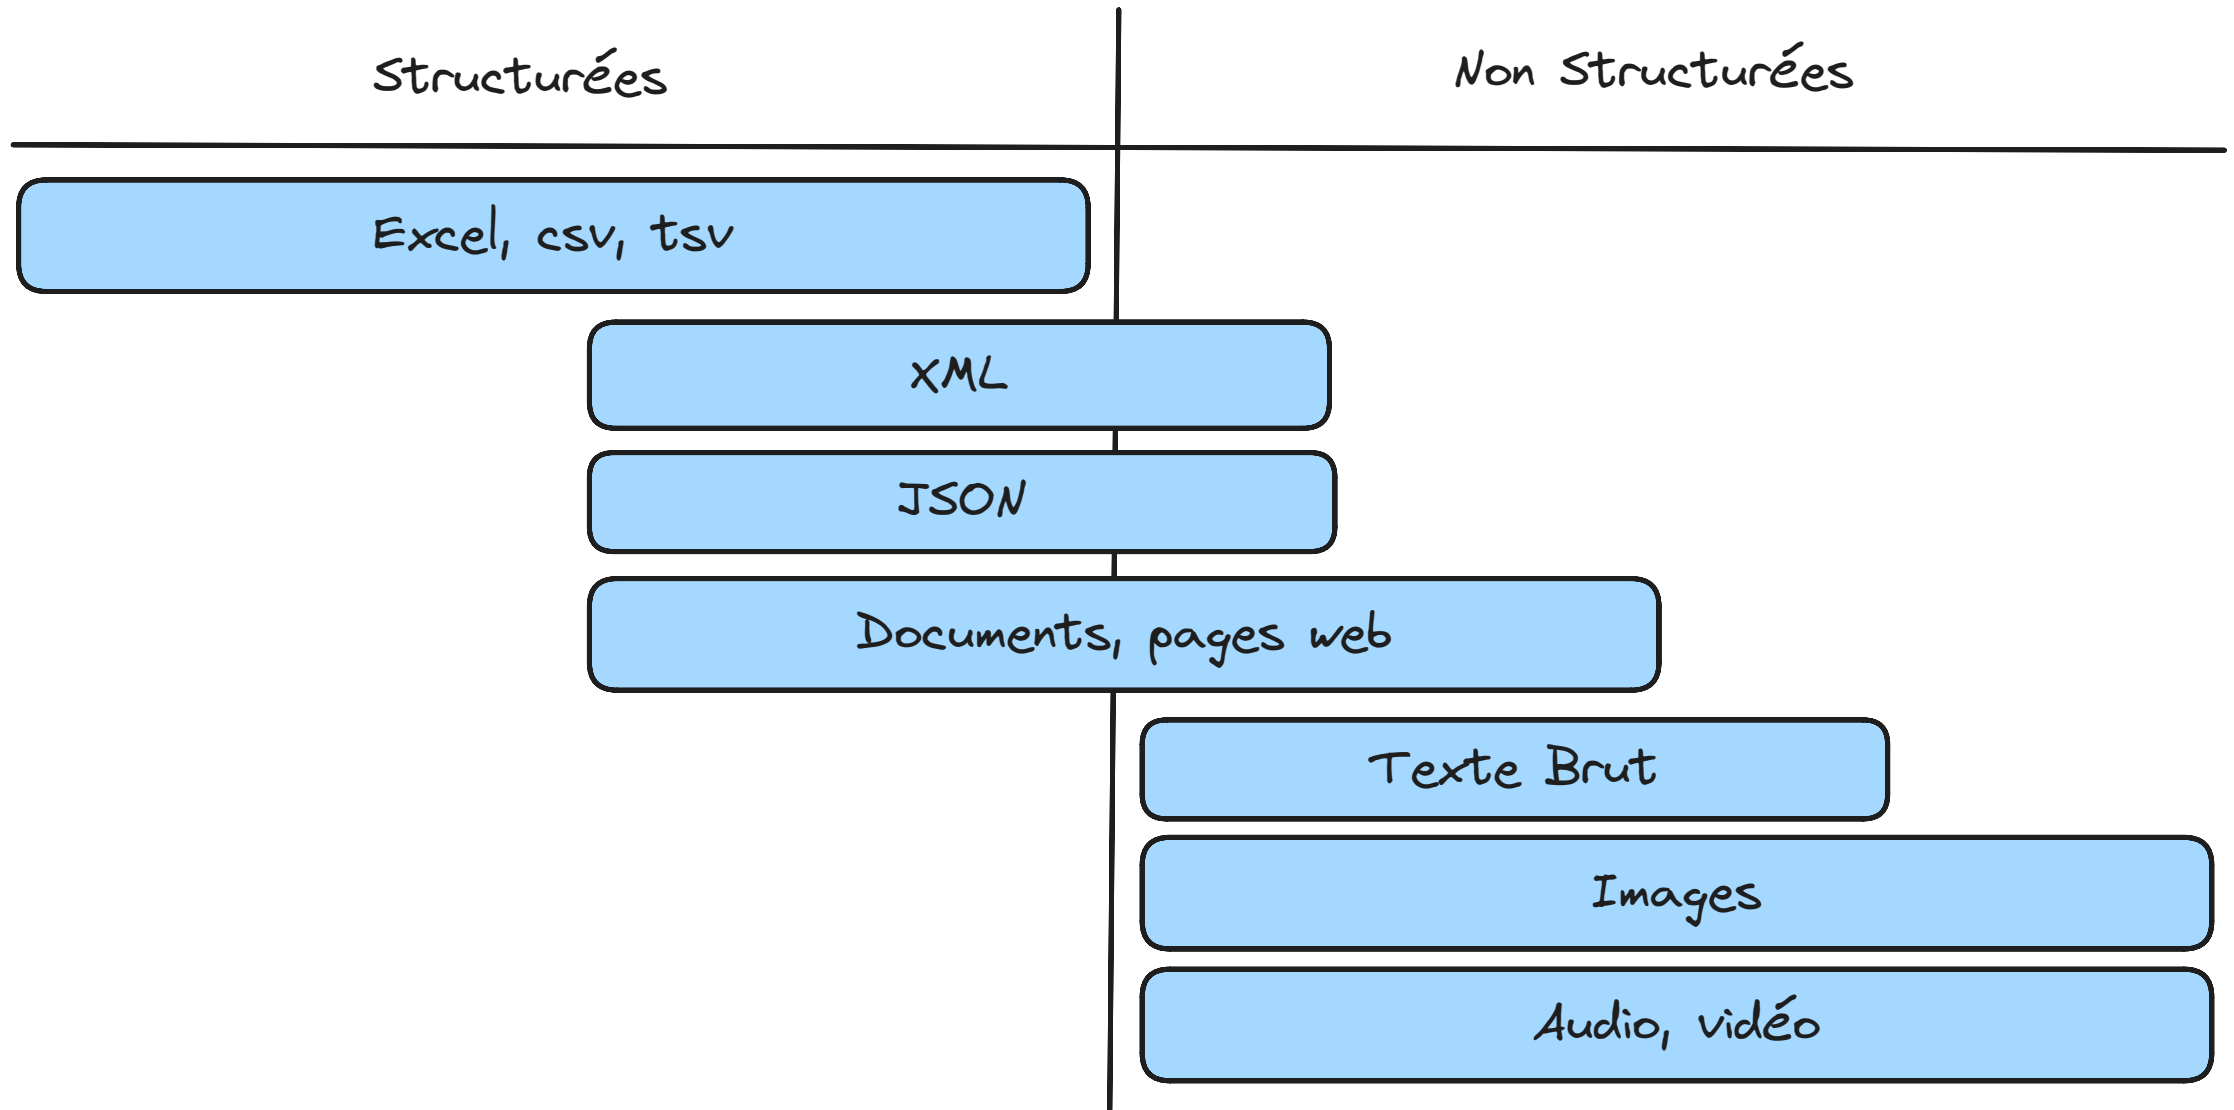 Structurées
Non Structurées
Excel, csv, tsv
XML
JSON
Documents, pages web
Texte Brut
Images
Audio, vidéo